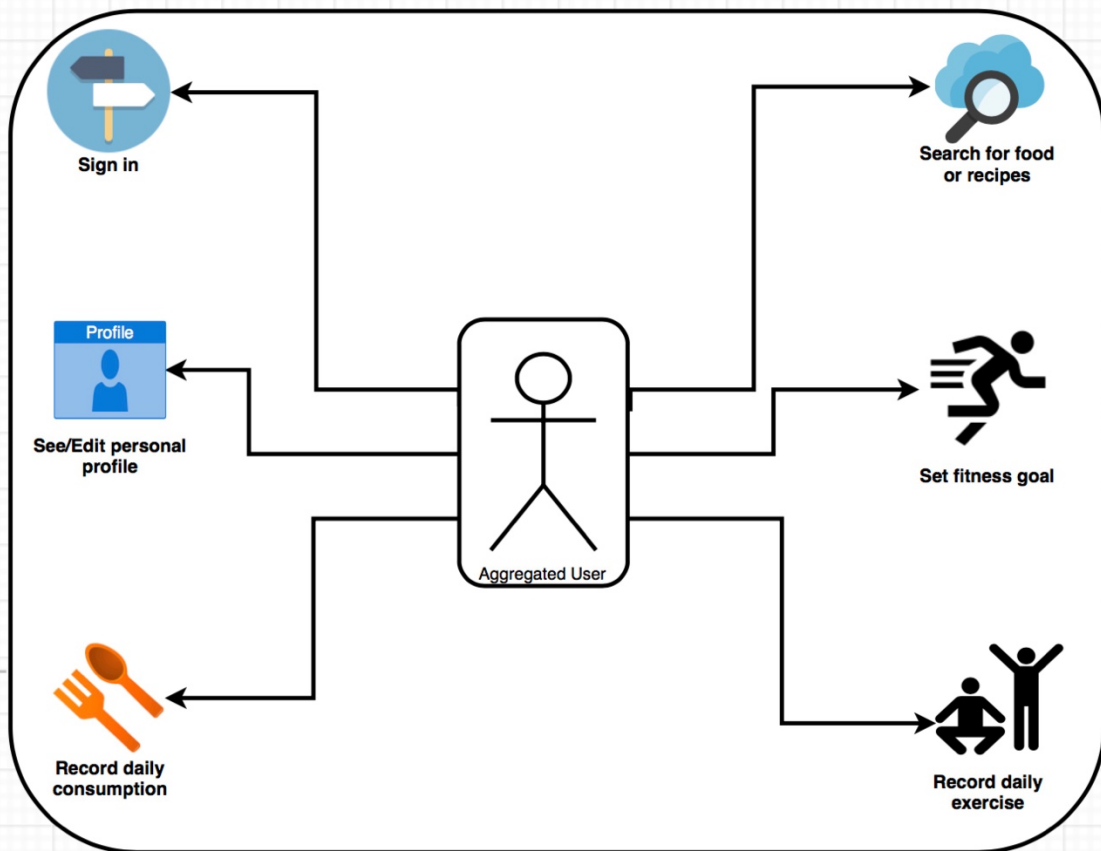 Sign in
Search for food
or recipes
Profile
See/Edit personal
profile
Set fitness goal
Aggregated User
Record daily
consumption
Record daily
exercise